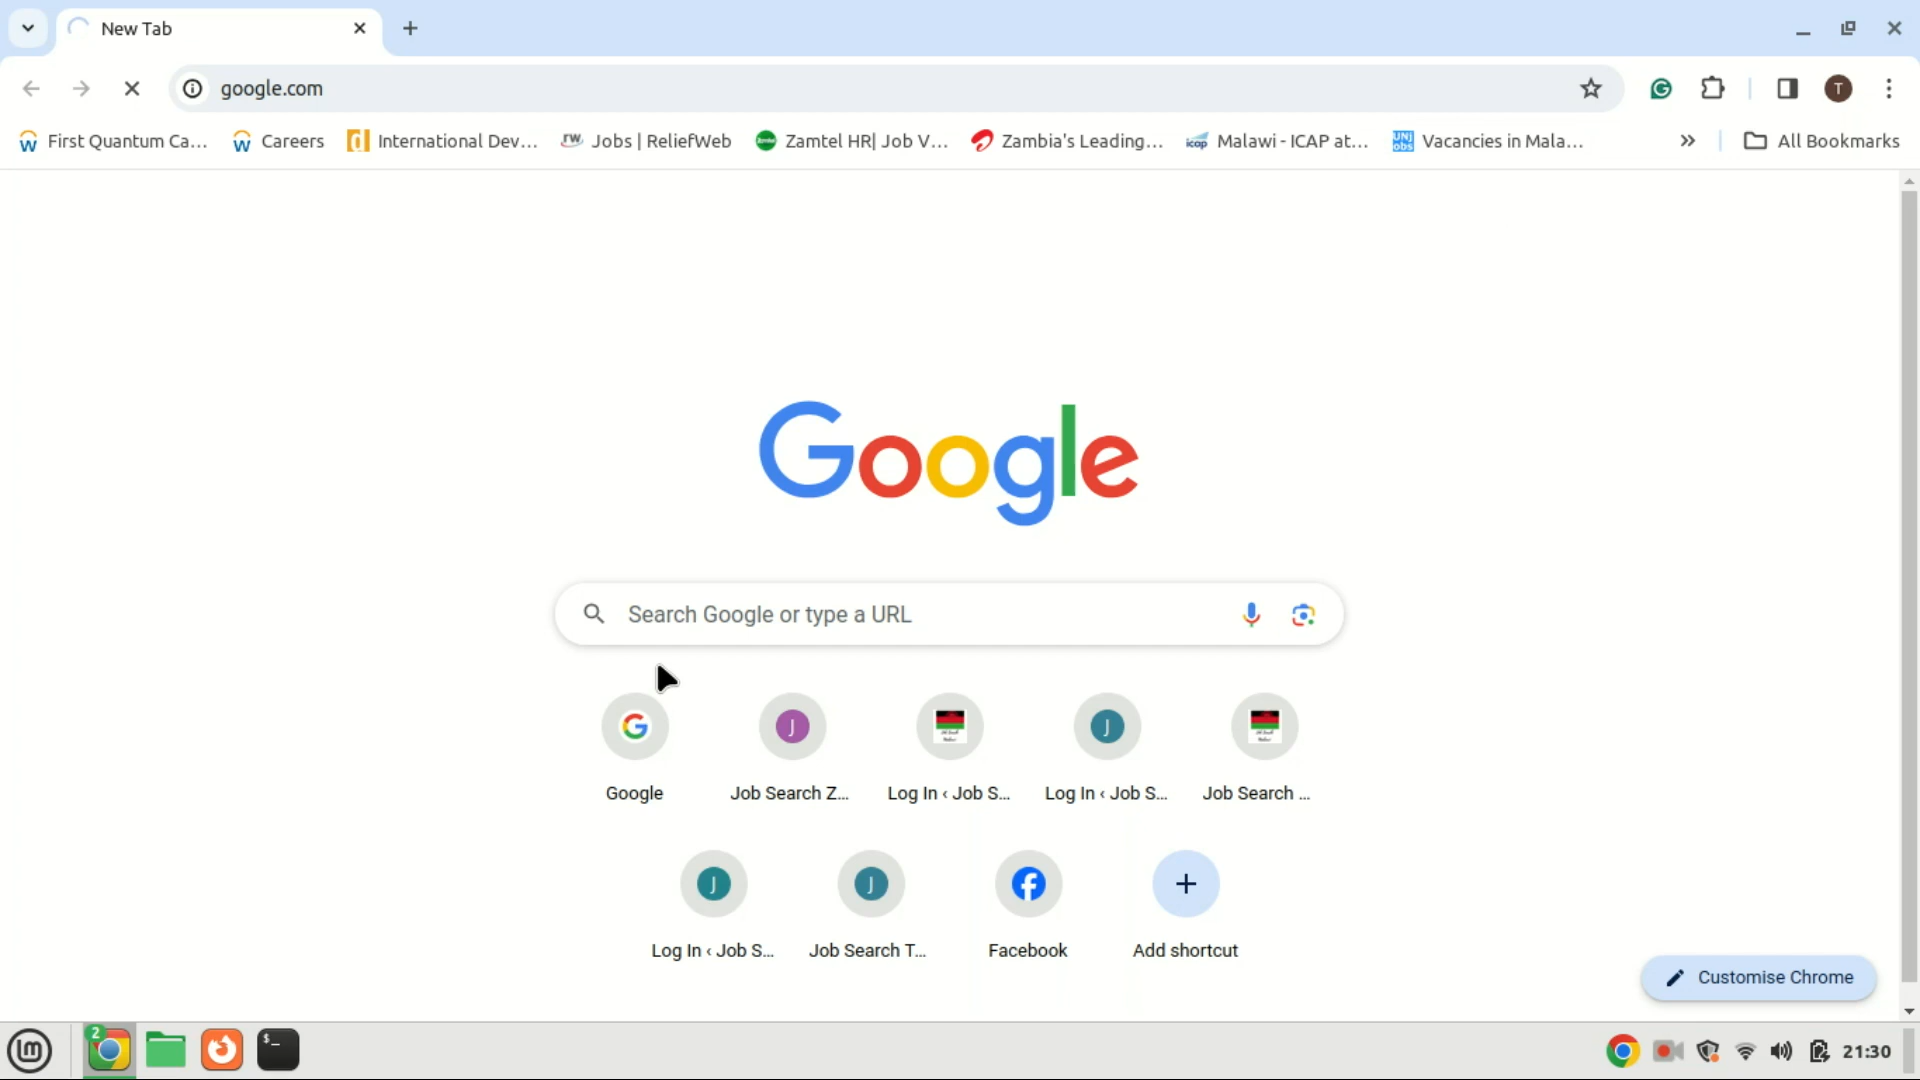 New Tab
google.com
First Quantum Ca... Careers International Dev... Jobs | ReliefWeb Zamtel HR| Job V... Zambia's Leading... Malawi - ICAP at... Vacancies in Mala... » All Bookmarks
Google
Search Google or type a URL
Google Job Search Z... Log In ‹ Job S... Log In ‹ Job S... Job Search ...
Log In ‹ Job S... Job Search T... Facebook Add shortcut
Customise Chrome
2
21:30